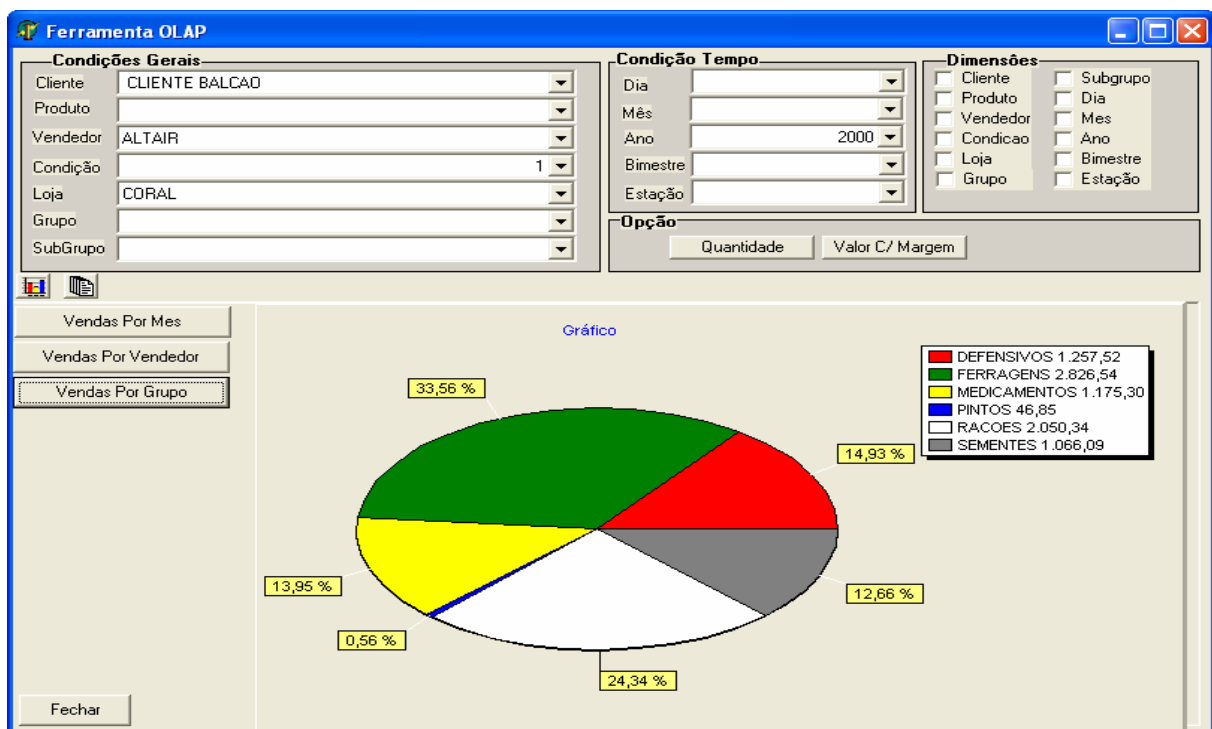 Ferramenta OLAP
Condições Gerais
Cliente CLIENTE BALCAO
Produto
Vendedor ALTAIR
Condição 1
Loja CORAL
Grupo
SubGrupo
Condição Tempo
Dia
Mês
Ano 2000
Bimestre
Estação
Dimensôes
Cliente Subgrupo
Produto Dia
Vendedor Mes
Condicao Ano
Loja Bimestre
Grupo Estação
Opção
Quantidade Valor C/ Margem
Vendas Por Mes
Vendas Por Vendedor
Vendas Por Grupo
Fechar
Gráfico
DEFENSIVOS 1.257,52
FERRAGENS 2.826,54
MEDICAMENTOS 1.175,30
PINTOS 46,85
RACOES 2.050,34
SEMENTES 1.066,09
33,56 %
14,93 %
13,95 %
12,66 %
0,56 %
24,34 %